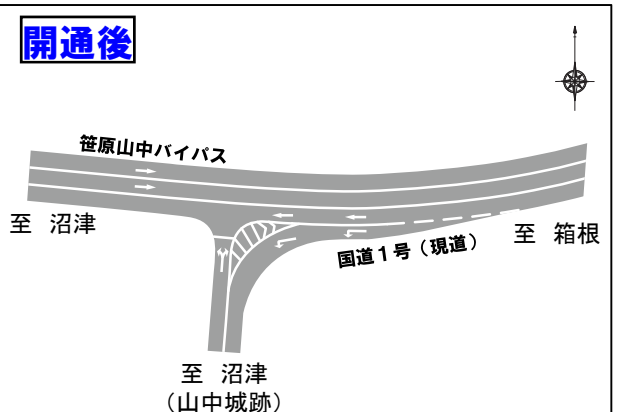 開通後
笹原山中バイパス
至 沼津
国道1号(現道)
至 箱根
至 沼津
(山中城跡)